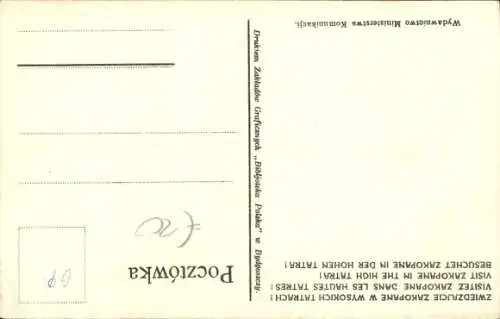 ZWIEDZAJCIE ZAKOPANE W WYSOKICH TATRACH!
VISITEZ ZAKOPANE DANS LES HAUTES TATRES!
VISIT ZAKOPANE IN THE HIGH TATRA!
BESUCHET ZAKOPANE IN DER HOHEN TATRA!
Pocztówka
Drukiem Zakładów Graficznych „Bibljoteka Polska” w Bydgoszczy.
Wydawnictwo Ministerstwa Komunikacji.